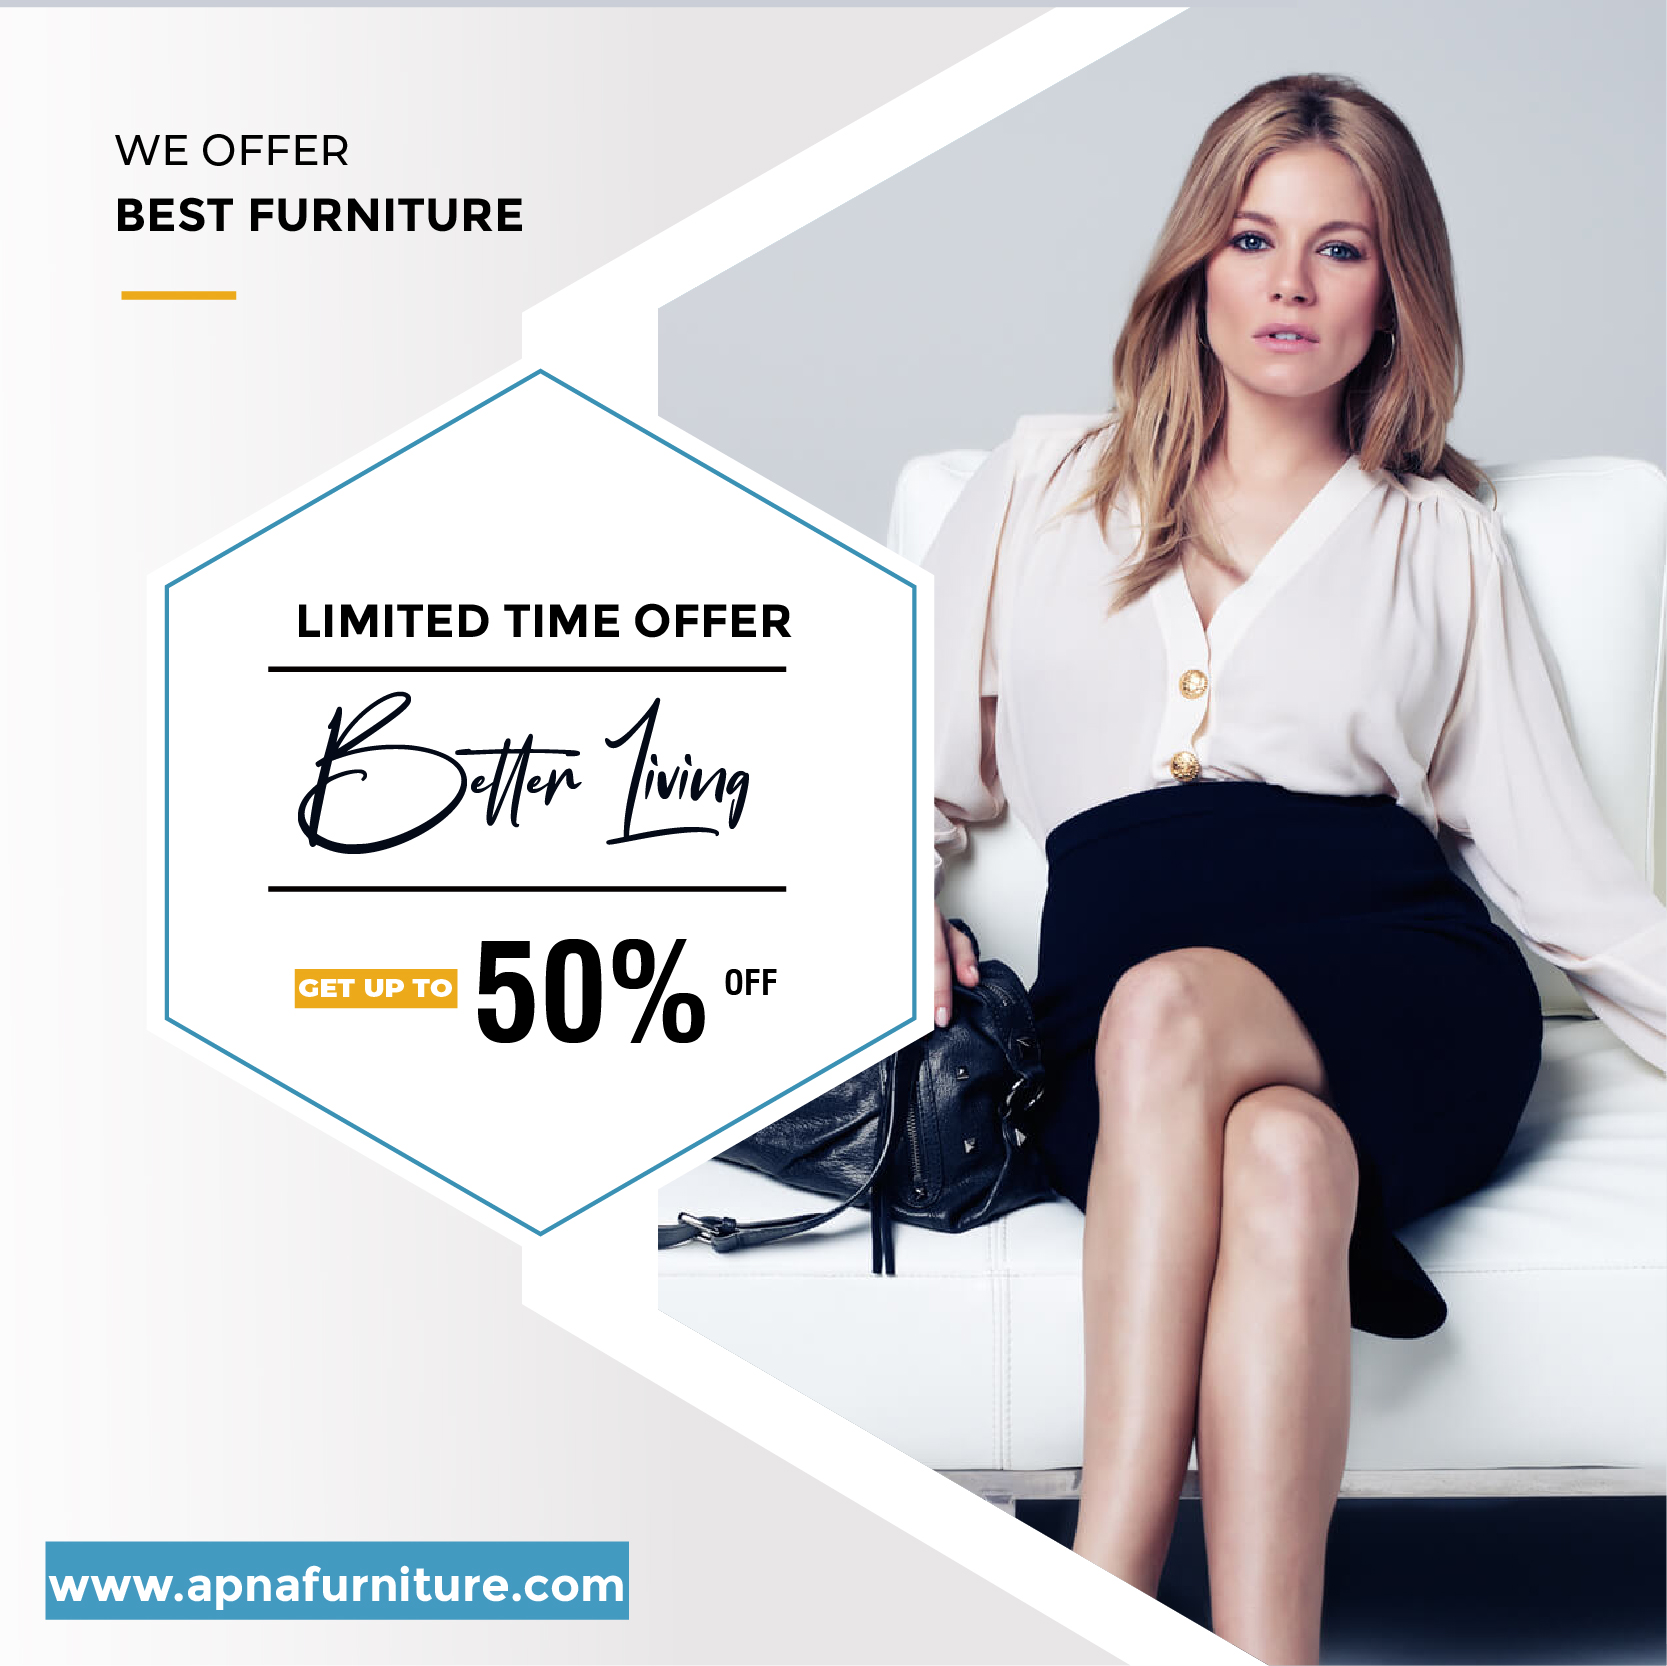 WE OFFER
BEST FURNITURE
LIMITED TIME OFFER
Better Living
GET UP TO 50% OFF
www.apnafurniture.com